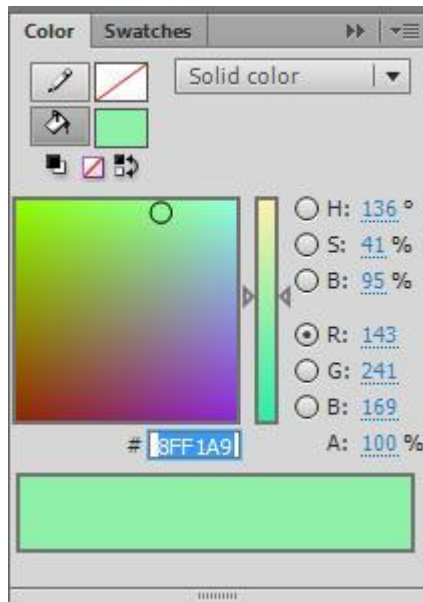 Color Swatches
Solid color
H: 136 °
S: 41 %
B: 95 %
R: 143
G: 241
B: 169
# 8FF1A9 A: 100 %